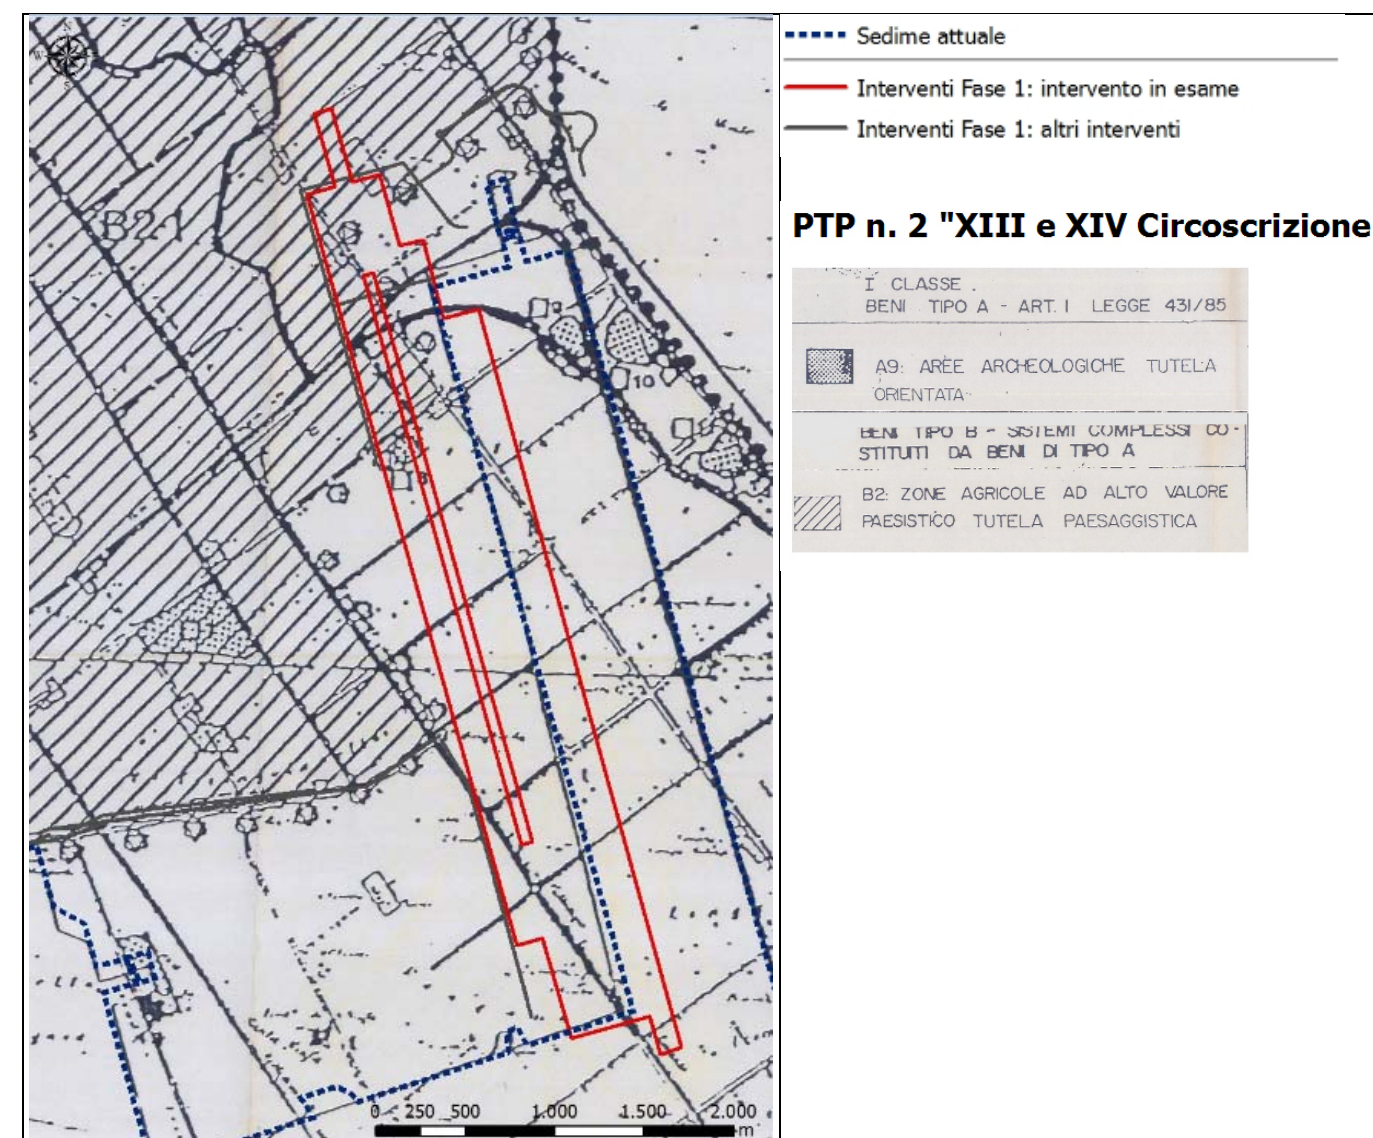 Sedime attuale
Interventi Fase 1: intervento in esame
Interventi Fase 1: altri interventi
PTP n. 2 "XIII e XIV Circoscrizione
I CLASSE .
BENI TIPO A - ART. I LEGGE 431/85
A9: AREE ARCHEOLOGICHE TUTELA
ORIENTATA
BENI TIPO B - SISTEMI COMPLESSI CO-
STITUITI DA BENI DI TIPO A
B2: ZONE AGRICOLE AD ALTO VALORE
PAESISTICO TUTELA PAESAGGISTICA
B2.1
9
10
0 250 500 1.000 1.500 2.000
m